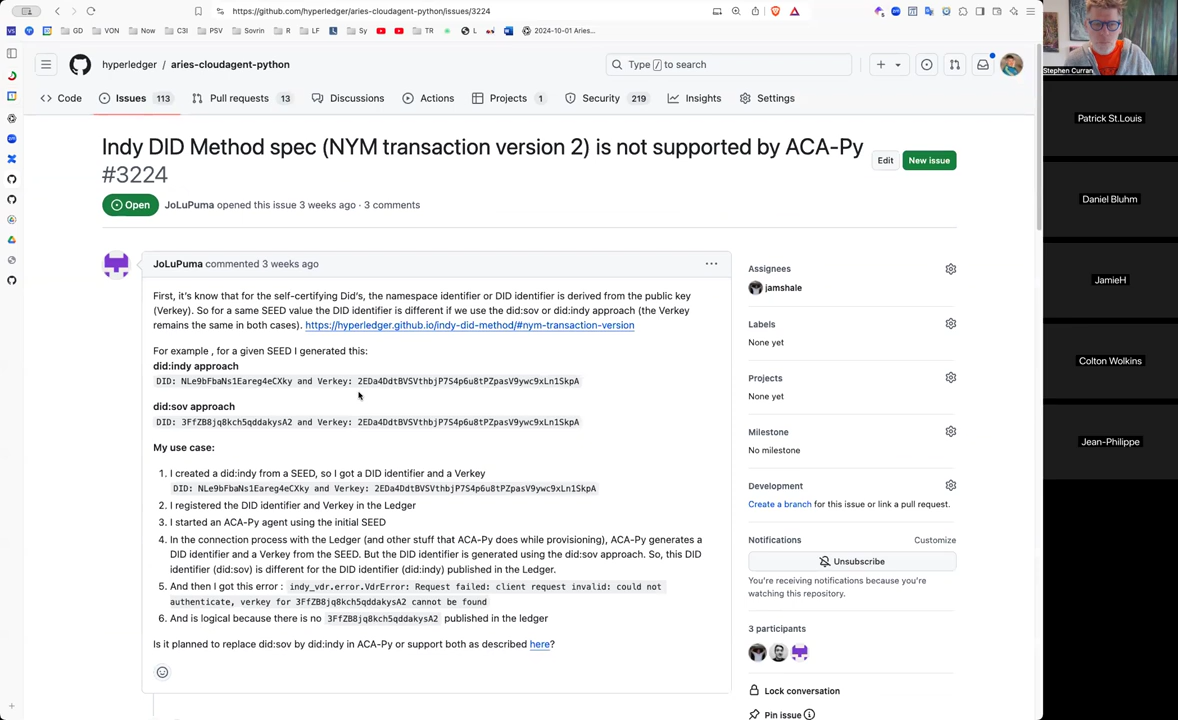 https://github.com/hyperledger/aries-cloudagent-python/issues/3224
GD
VON
Now
C3I
PSV
Sovrin
R
LF
Sy
TR
L
2024-10-01 Aries...
hyperledger / aries-cloudagent-python
Type / to search
Code
Issues 113
Pull requests 13
Discussions
Actions
Projects 1
Security 219
Insights
Settings
Indy DID Method spec (NYM transaction version 2) is not supported by ACA-Py
#3224
Edit
New issue
Open
JoLuPuma opened this issue 3 weeks ago · 3 comments
JoLuPuma commented 3 weeks ago
First, it's know that for the self-certifying Did's, the namespace identifier or DID identifier is derived from the public key
(Verkey). So for a same SEED value the DID identifier is different if we use the did:sov or did:indy approach (the Verkey
remains the same in both cases). https://hyperledger.github.io/indy-did-method/#nym-transaction-version
For example , for a given SEED I generated this:
did:indy approach
DID: NLe9bFbaNs1Eareg4eCXky and Verkey: 2EDa4DdtBVSVthbjP7S4p6u8tPZpasV9ywc9xLn1SkpA
did:sov approach
DID: 3FfZB8jq8kch5qddakysA2 and Verkey: 2EDa4DdtBVSVthbjP7S4p6u8tPZpasV9ywc9xLn1SkpA
My use case:
1. I created a did:indy from a SEED, so I got a DID identifier and a Verkey
DID: NLe9bFbaNs1Eareg4eCXky and Verkey: 2EDa4DdtBVSVthbjP7S4p6u8tPZpasV9ywc9xLn1SkpA
2. I registered the DID identifier and Verkey in the Ledger
3. I started an ACA-Py agent using the initial SEED
4. In the connection process with the Ledger (and other stuff that ACA-Py does while provisioning), ACA-Py generates a
DID identifier and a Verkey from the SEED. But the DID identifier is generated using the did:sov approach. So, this DID
identifier (did:sov) is different for the DID identifier (did:indy) published in the Ledger.
5. And then I got this error : indy_vdr.error.VdrError: Request failed: client request invalid: could not
authenticate, verkey for 3FfZB8jq8kch5qddakysA2 cannot be found
6. And is logical because there is no 3FfZB8jq8kch5qddakysA2 published in the ledger
Is it planned to replace did:sov by did:indy in ACA-Py or support both as described here?
Assignees
jamshale
Labels
None yet
Projects
None yet
Milestone
No milestone
Development
Create a branch for this issue or link a pull request.
Notifications
Customize
Unsubscribe
You're receiving notifications because you're
watching this repository.
3 participants
Lock conversation
Pin issue
Stephen Curran
Patrick St.Louis
Daniel Bluhm
JamieH
Colton Wolkins
Jean-Philippe